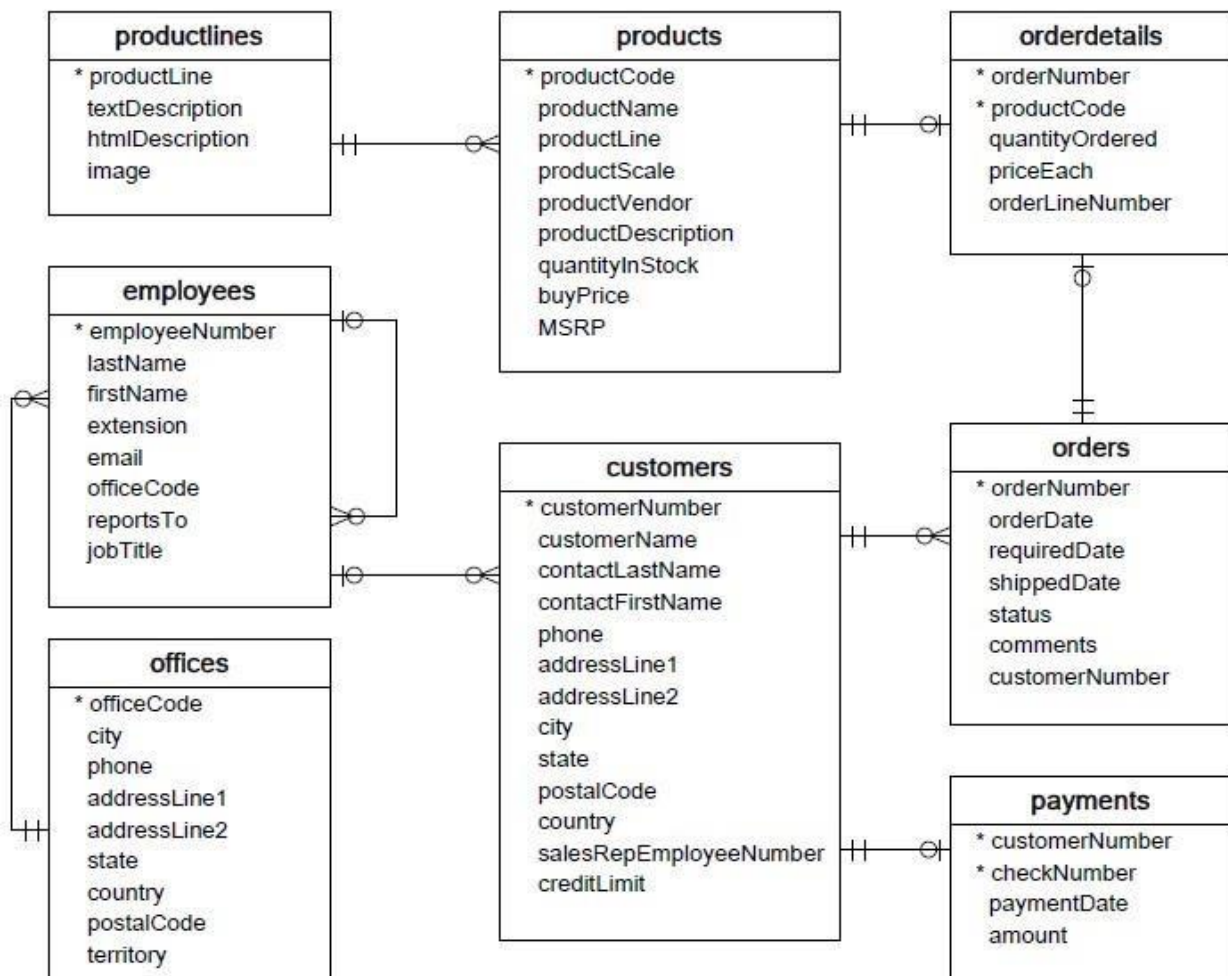 productlines
* productLine
textDescription
htmlDescription
image
products
* productCode
productName
productLine
productScale
productVendor
productDescription
quantityInStock
buyPrice
MSRP
orderdetails
* orderNumber
* productCode
quantityOrdered
priceEach
orderLineNumber
employees
* employeeNumber
lastName
firstName
extension
email
officeCode
reportsTo
jobTitle
customers
* customerNumber
customerName
contactLastName
contactFirstName
phone
addressLine1
addressLine2
city
state
postalCode
country
salesRepEmployeeNumber
creditLimit
orders
* orderNumber
orderDate
requiredDate
shippedDate
status
comments
customerNumber
offices
* officeCode
city
phone
addressLine1
addressLine2
state
country
postalCode
territory
payments
* customerNumber
* checkNumber
paymentDate
amount